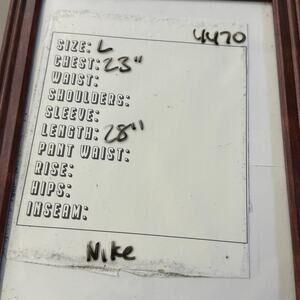 4470
SIZE: L
CHEST: 23"
WAIST:
SHOULDERS:
SLEEVE:
LENGTH: 28"
PANT WAIST:
RISE:
HIPS:
INSEAM:
Nike